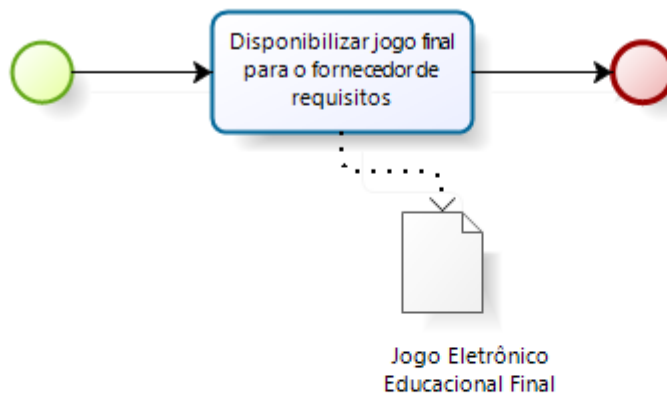 Disponibilizar jogo final
para o fornecedor de
requisitos
Jogo Eletrônico
Educacional Final